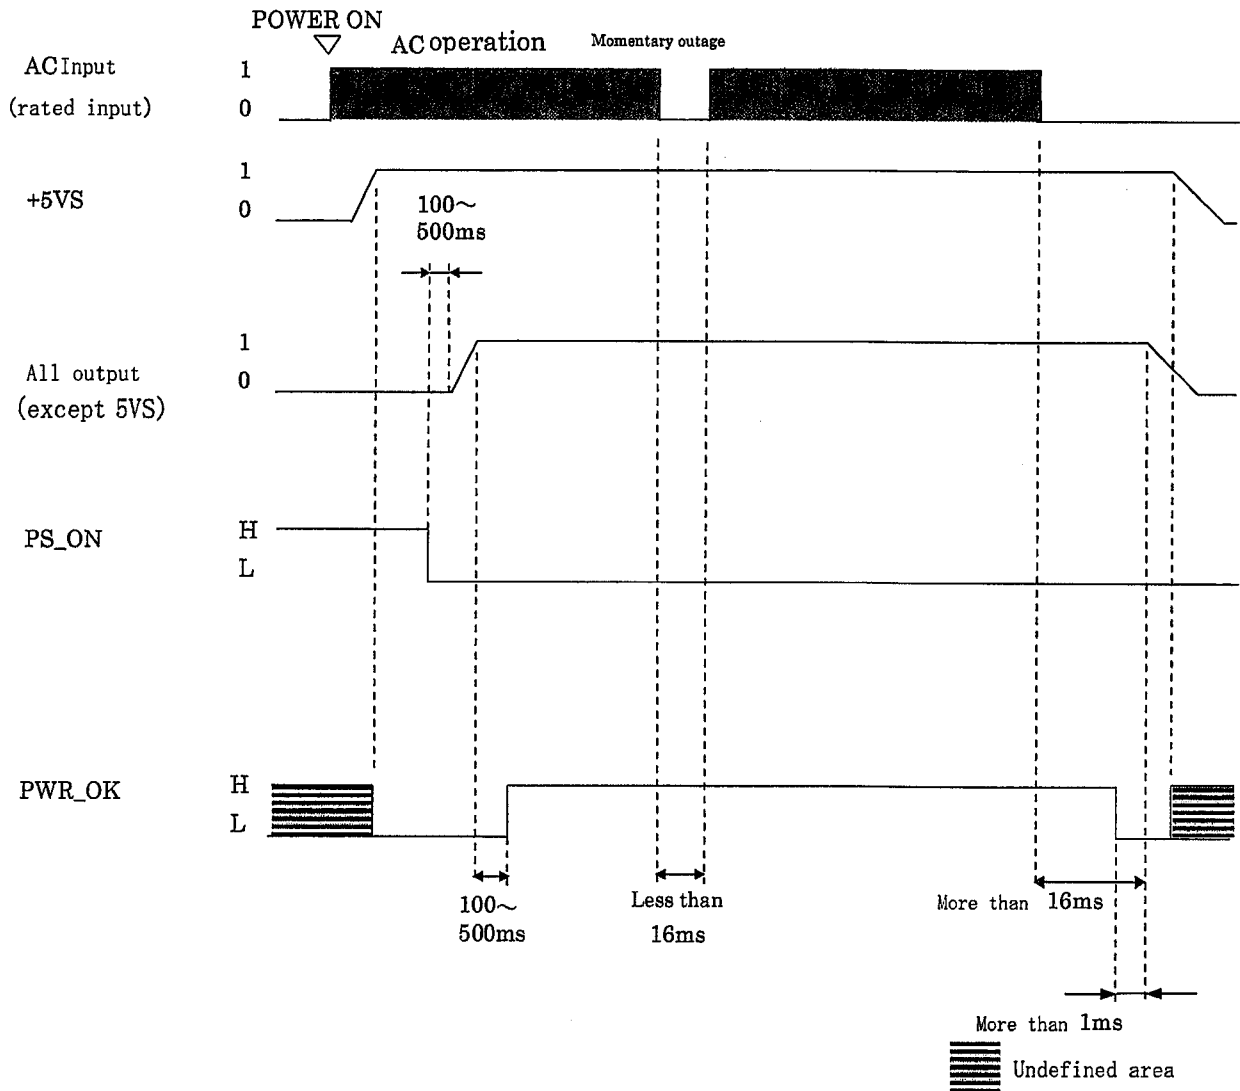 POWER ON
AC operation
Momentary outage
AC Input
(rated input)
1
0
+5VS
1
0
100～
500ms
All output
(except 5VS)
1
0
PS_ON
H
L
PWR_OK
H
L
100～
500ms
Less than
16ms
More than 16ms
More than 1ms
Undefined area